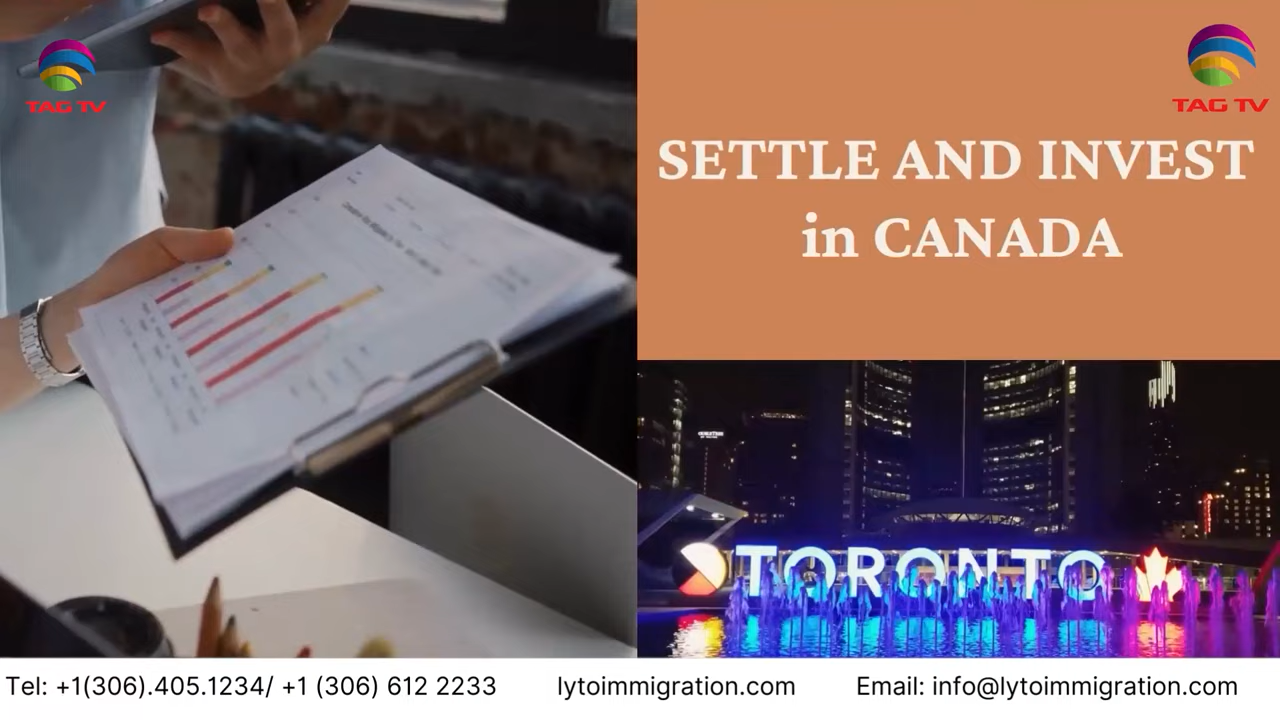 TAG TV
TAG TV
SETTLE AND INVEST
in CANADA
TORONTO
Tel: +1(306).405.1234/ +1 (306) 612 2233
lytoimmigration.com
Email: info@lytoimmigration.com